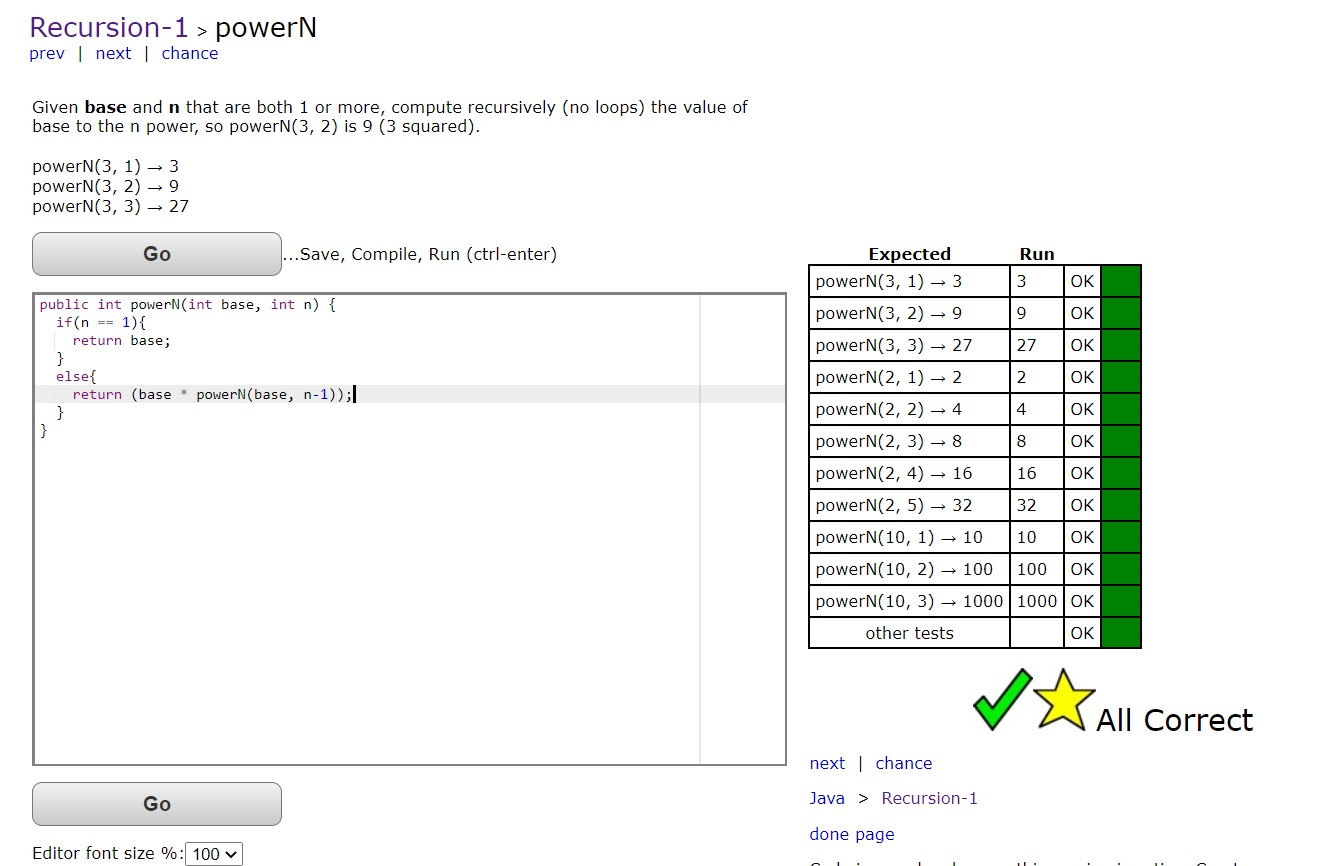 Recursion-1 > powerN
prev | next | chance
Given base and n that are both 1 or more, compute recursively (no loops) the value of
base to the n power, so powerN(3, 2) is 9 (3 squared).
powerN(3, 1) → 3
powerN(3, 2) → 9
powerN(3, 3) → 27
Go ...Save, Compile, Run (ctrl-enter)
public int powerN(int base, int n) {
  if(n == 1){
    return base;
  }
  else{
    return (base * powerN(base, n-1));
  }
}
Go
Editor font size %: 100
Expected Run
powerN(3, 1) → 3 3 OK
powerN(3, 2) → 9 9 OK
powerN(3, 3) → 27 27 OK
powerN(2, 1) → 2 2 OK
powerN(2, 2) → 4 4 OK
powerN(2, 3) → 8 8 OK
powerN(2, 4) → 16 16 OK
powerN(2, 5) → 32 32 OK
powerN(10, 1) → 10 10 OK
powerN(10, 2) → 100 100 OK
powerN(10, 3) → 1000 1000 OK
other tests OK
All Correct
next | chance
Java > Recursion-1
done page